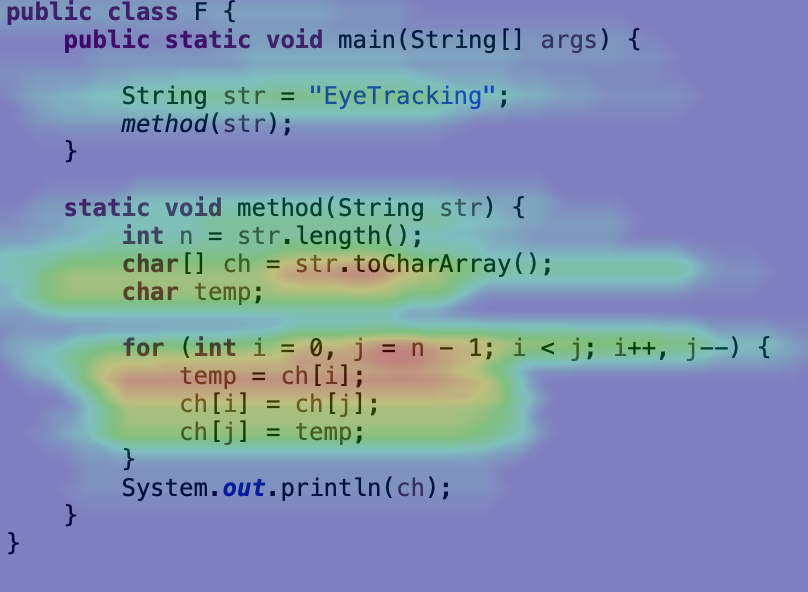 public class F {
    public static void main(String[] args) {
        String str = "EyeTracking";
        method(str);
    }
    static void method(String str) {
        int n = str.length();
        char[] ch = str.toCharArray();
        char temp;
        for (int i = 0, j = n - 1; i < j; i++, j--) {
            temp = ch[i];
            ch[i] = ch[j];
            ch[j] = temp;
        }
        System.out.println(ch);
    }
}